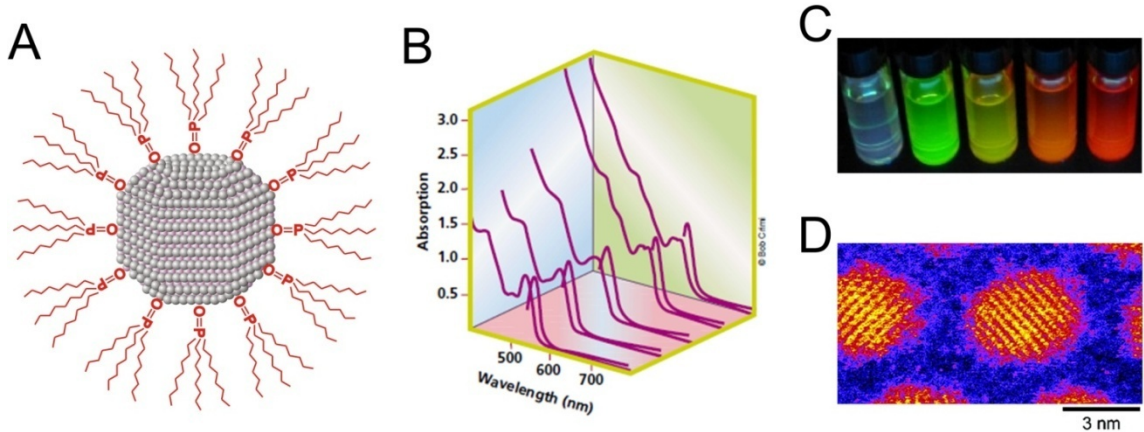 A
P=O
P=O
O=P
P=O
O=P
P=O
O=P
P=O
O=P
P=O
O=P
O=P
B
3.0
2.5
2.0
1.5
1.0
0.5
Absorption
500
600
700
Wavelength (nm)
© Bob Crimi
C
D
3 nm